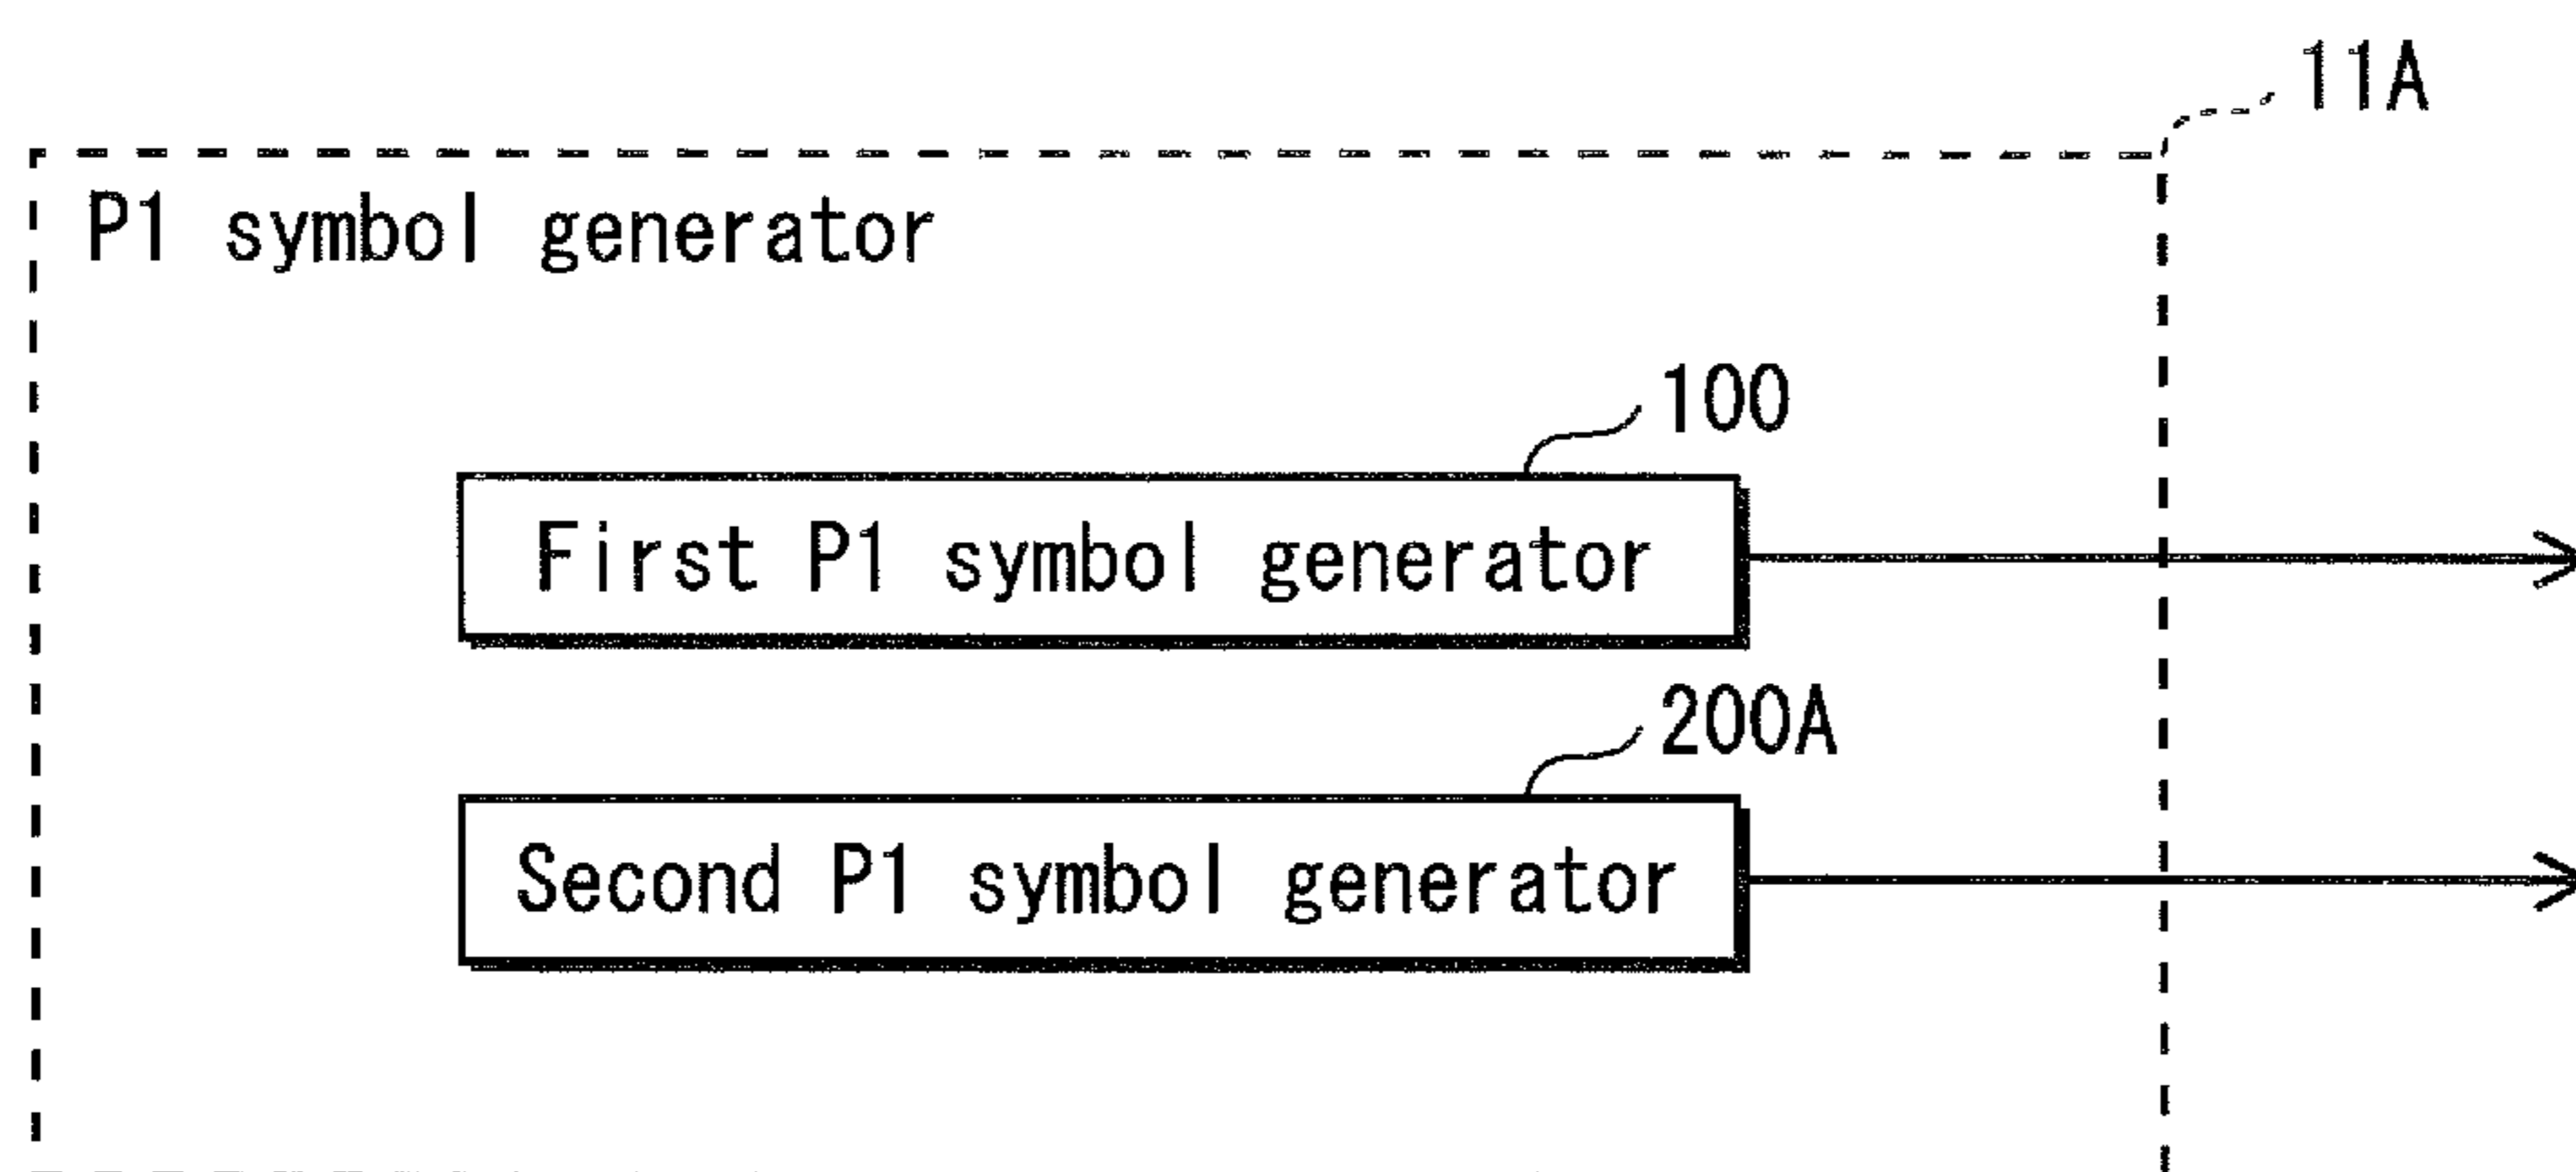 11A
P1 symbol generator
100
First P1 symbol generator
200A
Second P1 symbol generator